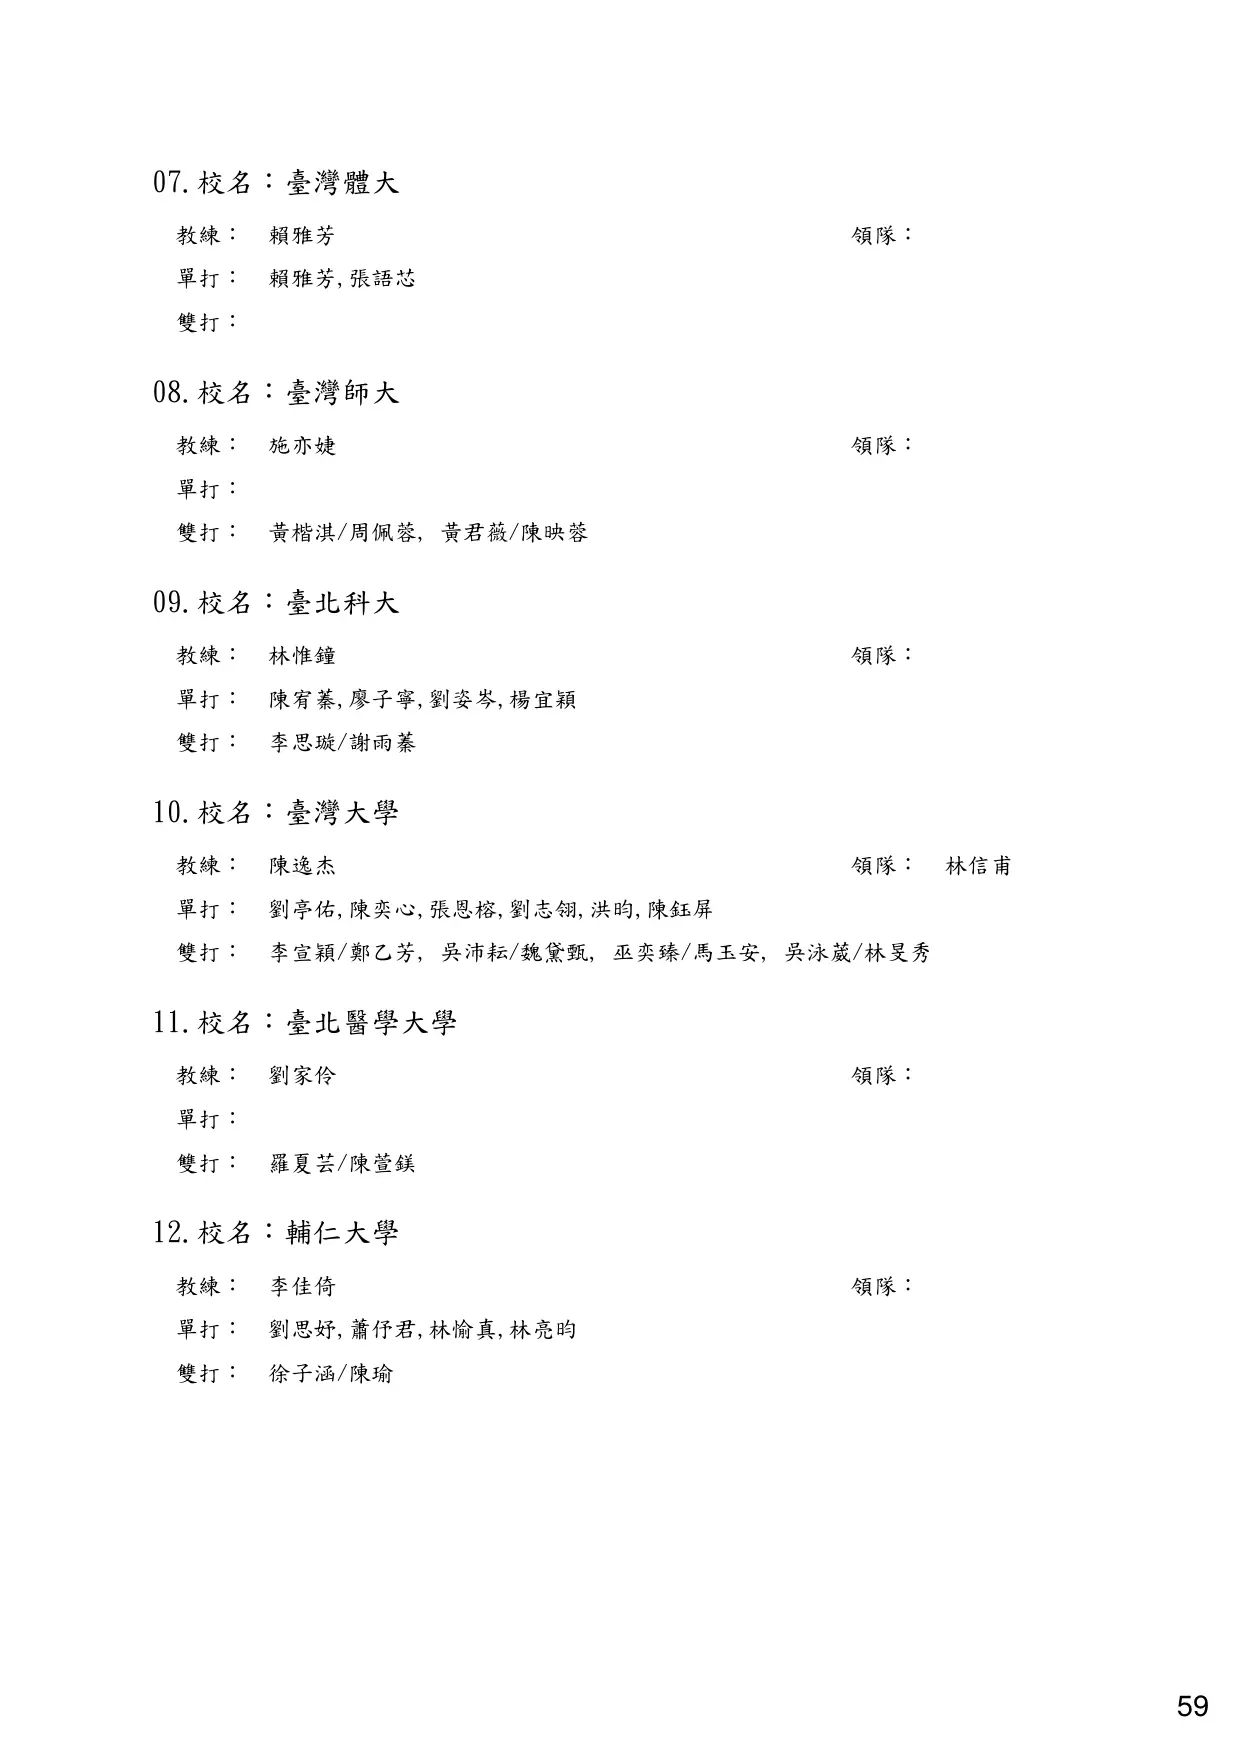 07.校名：臺灣體大
教練： 賴雅芳 領隊：
單打： 賴雅芳,張語芯
雙打：
08.校名：臺灣師大
教練： 施亦婕 領隊：
單打：
雙打： 黃楷淇/周佩蓉, 黃君薇/陳映蓉
09.校名：臺北科大
教練： 林惟鐘 領隊：
單打： 陳宥蓁,廖子寧,劉姿岑,楊宜穎
雙打： 李思璇/謝雨蓁
10.校名：臺灣大學
教練： 陳逸杰 領隊： 林信甫
單打： 劉亭佑,陳奕心,張恩榕,劉志翎,洪昀,陳鈺屏
雙打： 李宣穎/鄭乙芳, 吳沛耘/魏黛甄, 巫奕臻/馬玉安, 吳泳葳/林旻秀
11.校名：臺北醫學大學
教練： 劉家伶 領隊：
單打：
雙打： 羅夏芸/陳萱鎂
12.校名：輔仁大學
教練： 李佳倚 領隊：
單打： 劉思妤,蕭伃君,林愉真,林亮昀
雙打： 徐子涵/陳瑜
59